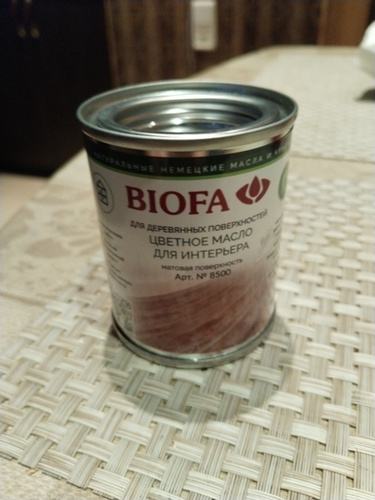 НАТУРАЛЬНЫЕ НЕМЕЦКИЕ МАСЛА И
BIOFA
ДЛЯ ДЕРЕВЯННЫХ ПОВЕРХНОСТЕЙ
ЦВЕТНОЕ МАСЛО
ДЛЯ ИНТЕРЬЕРА
матовая поверхность
Арт. № 8500